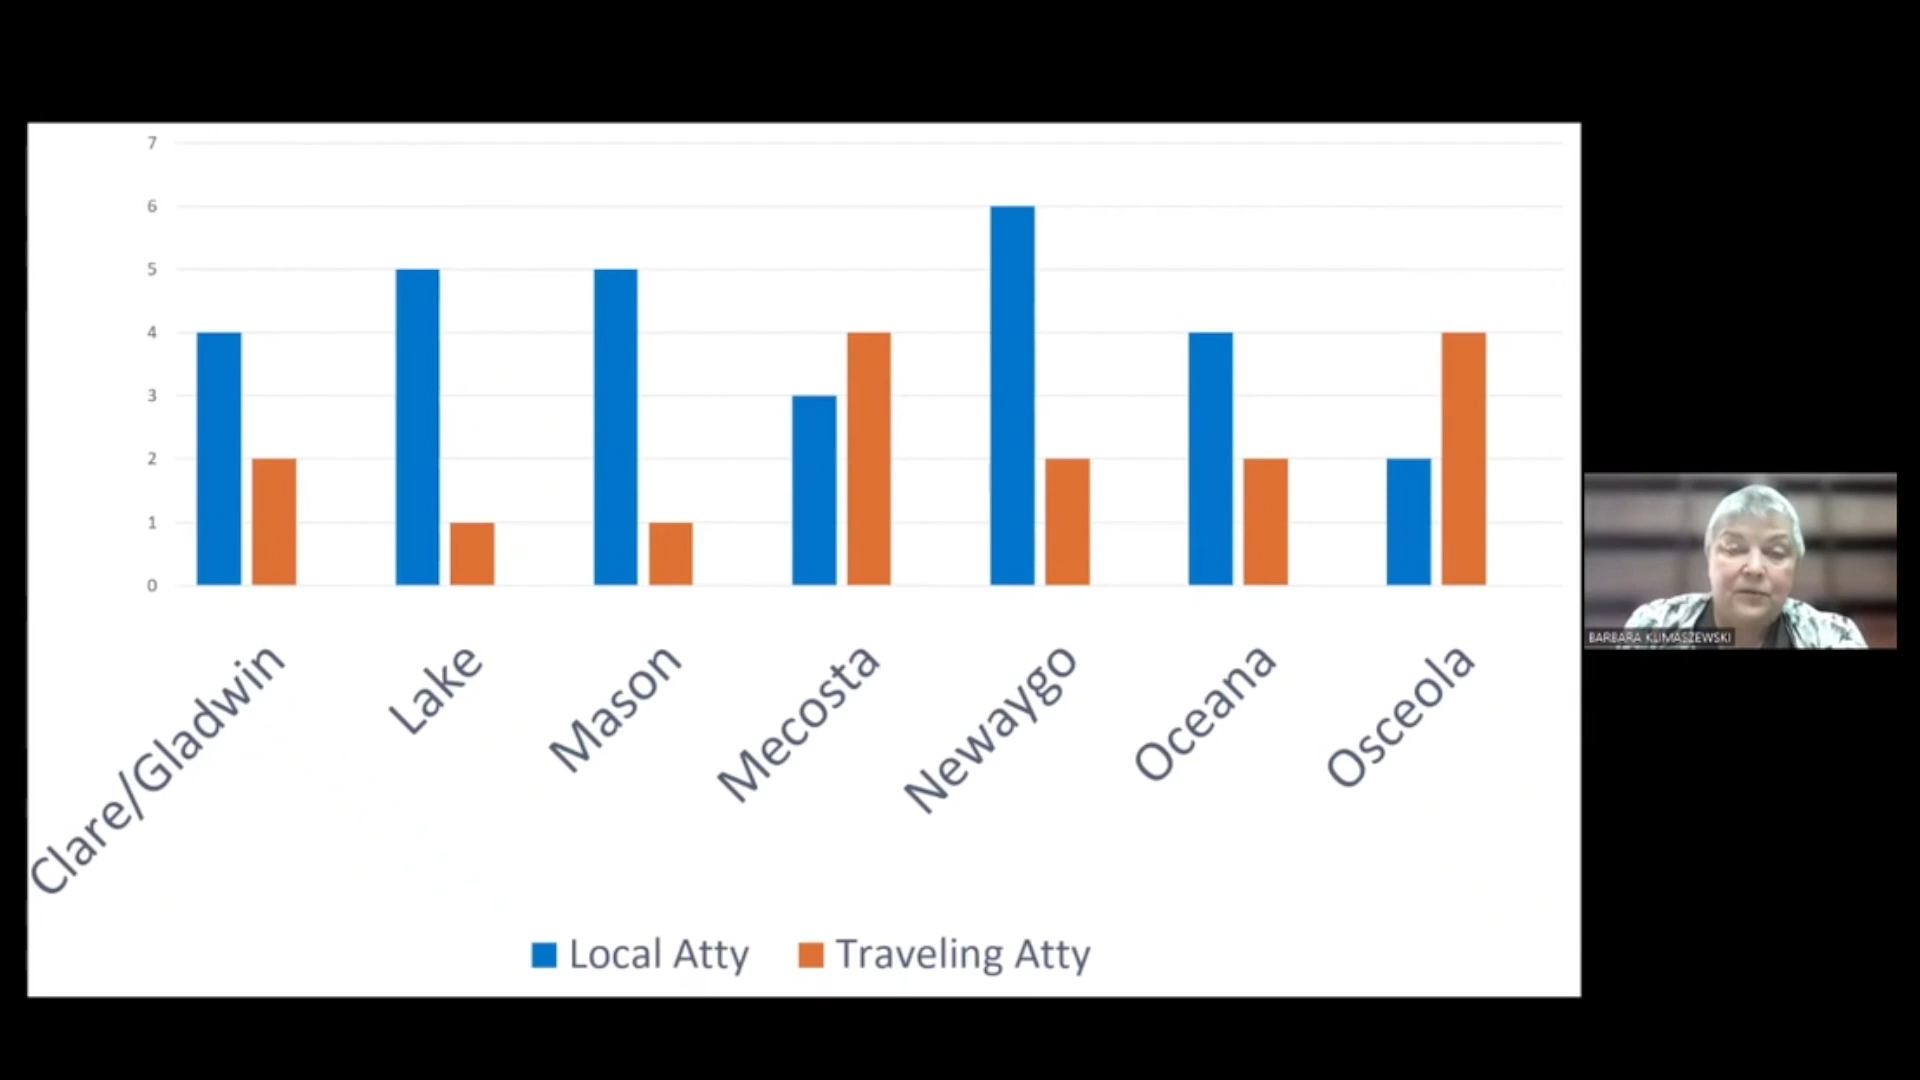 7
6
5
4
3
2
1
0
Clare/Gladwin
Lake
Mason
Mecosta
Newaygo
Oceana
Osceola
Local Atty
Traveling Atty
BARBARA KLIMASZEWSKI